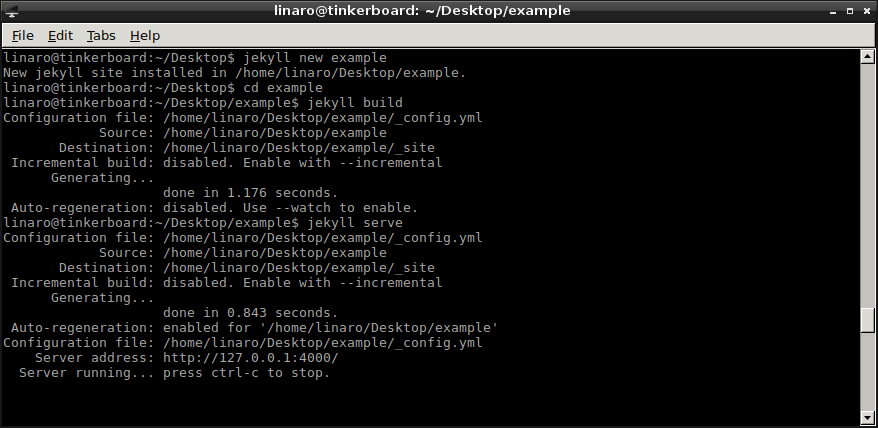 linaro@tinkerboard: ~/Desktop/example
File Edit Tabs Help
linaro@tinkerboard:~/Desktop$ jekyll new example
New jekyll site installed in /home/linaro/Desktop/example.
linaro@tinkerboard:~/Desktop$ cd example
linaro@tinkerboard:~/Desktop/example$ jekyll build
Configuration file: /home/linaro/Desktop/example/_config.yml
            Source: /home/linaro/Desktop/example
       Destination: /home/linaro/Desktop/example/_site
 Incremental build: disabled. Enable with --incremental
      Generating...
                    done in 1.176 seconds.
 Auto-regeneration: disabled. Use --watch to enable.
linaro@tinkerboard:~/Desktop/example$ jekyll serve
Configuration file: /home/linaro/Desktop/example/_config.yml
            Source: /home/linaro/Desktop/example
       Destination: /home/linaro/Desktop/example/_site
 Incremental build: disabled. Enable with --incremental
      Generating...
                    done in 0.843 seconds.
 Auto-regeneration: enabled for '/home/linaro/Desktop/example'
Configuration file: /home/linaro/Desktop/example/_config.yml
    Server address: http://127.0.0.1:4000/
  Server running... press ctrl-c to stop.